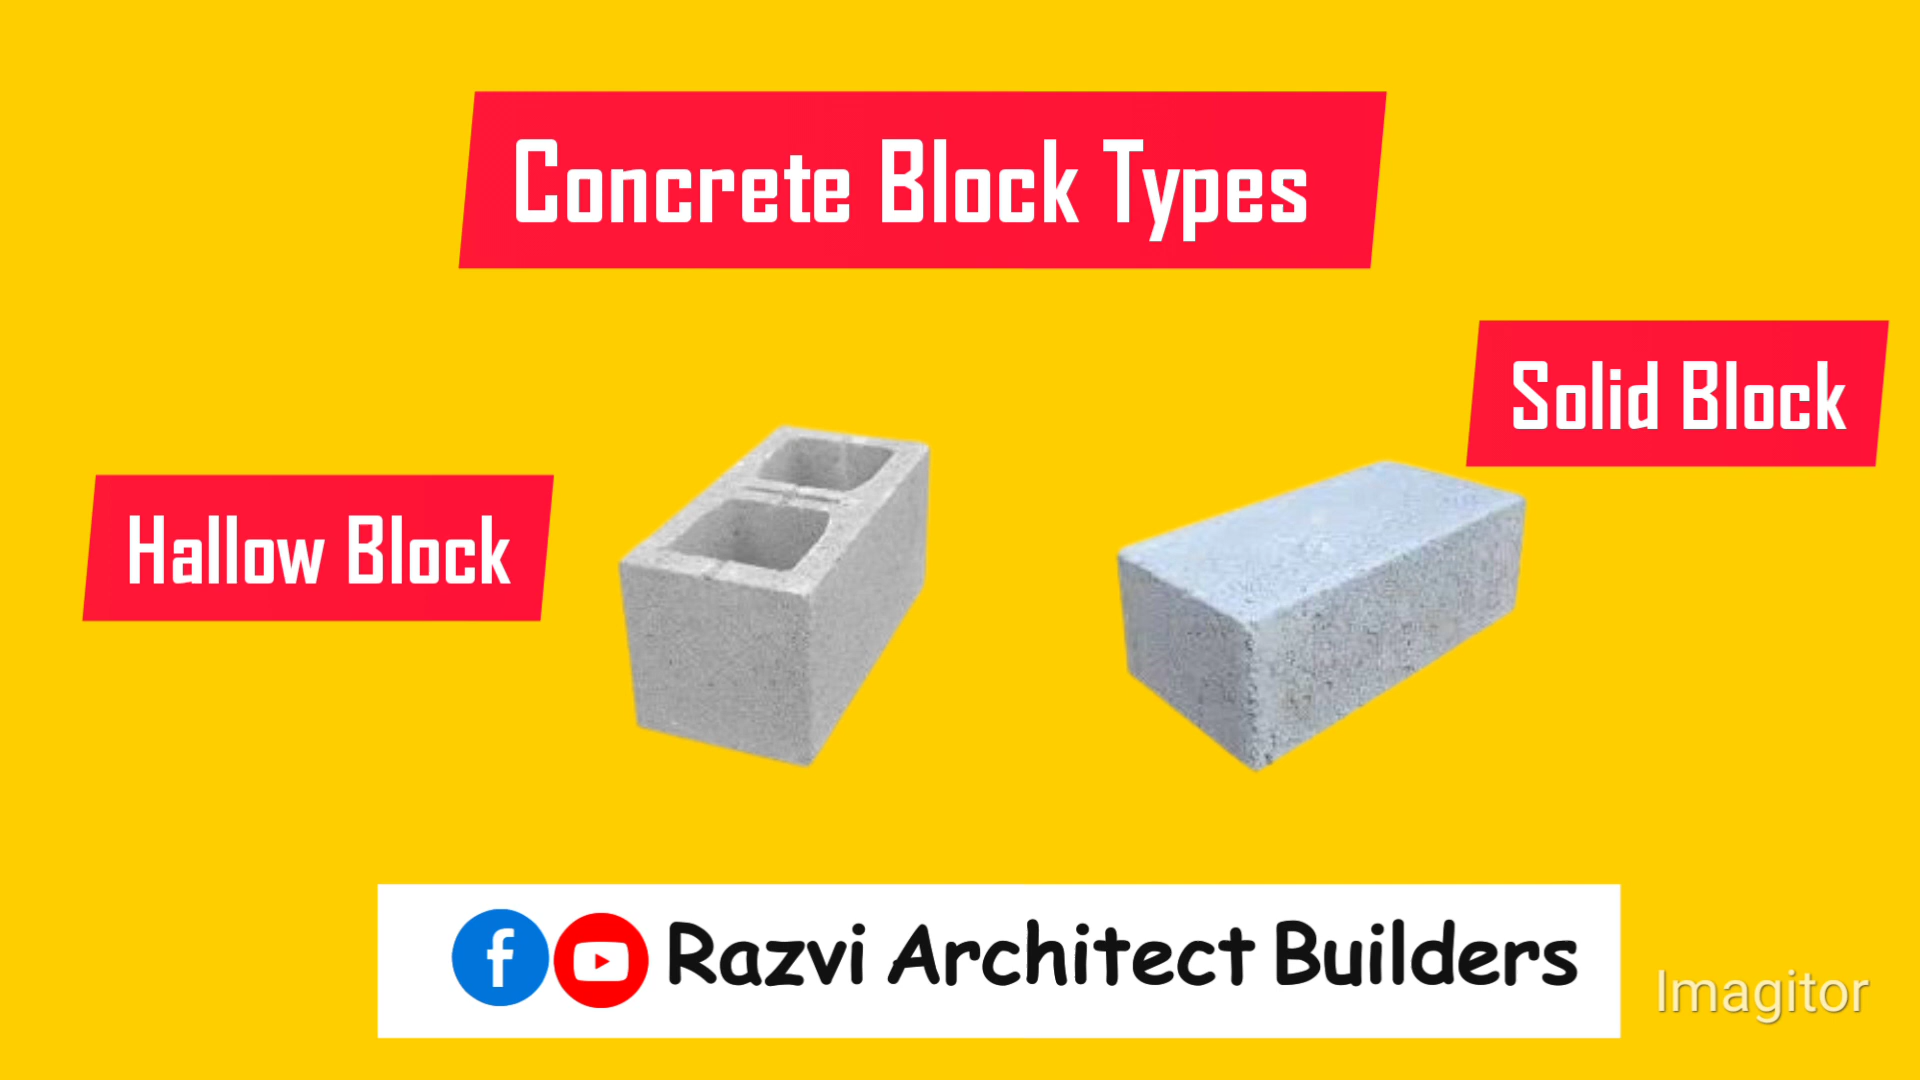 Concrete Block Types
Solid Block
Hallow Block
f Razvi Architect Builders
Imagitor